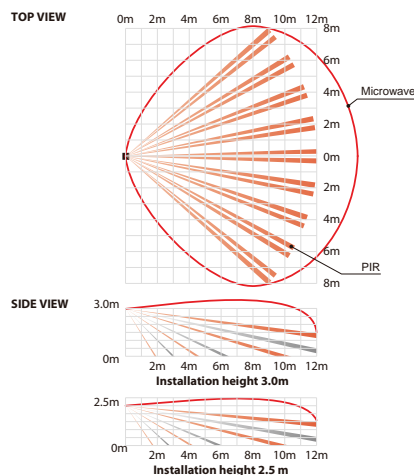 TOP VIEW
0m 2m 4m 6m 8m 10m 12m
8m
6m
4m
Microwave
2m
0m
2m
4m
6m
PIR
8m
SIDE VIEW
3.0m
0m
2m 4m 6m 8m 10m 12m
Installation height 3.0m
2.5m
0m
2m 4m 6m 8m 10m 12m
Installation height 2.5 m